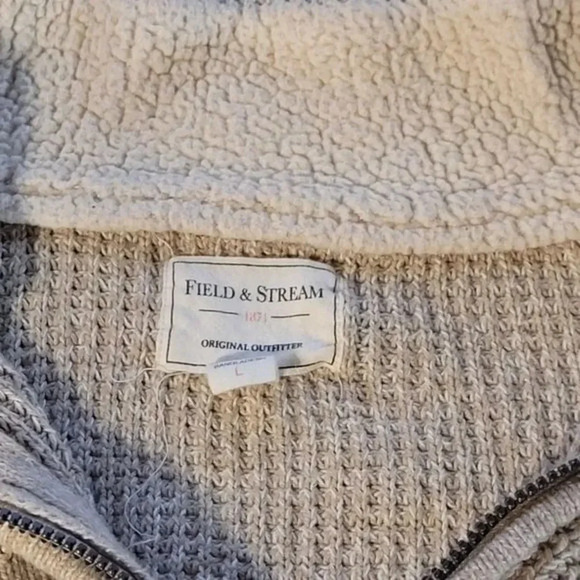 FIELD & STREAM
1871
ORIGINAL OUTFITTER
L